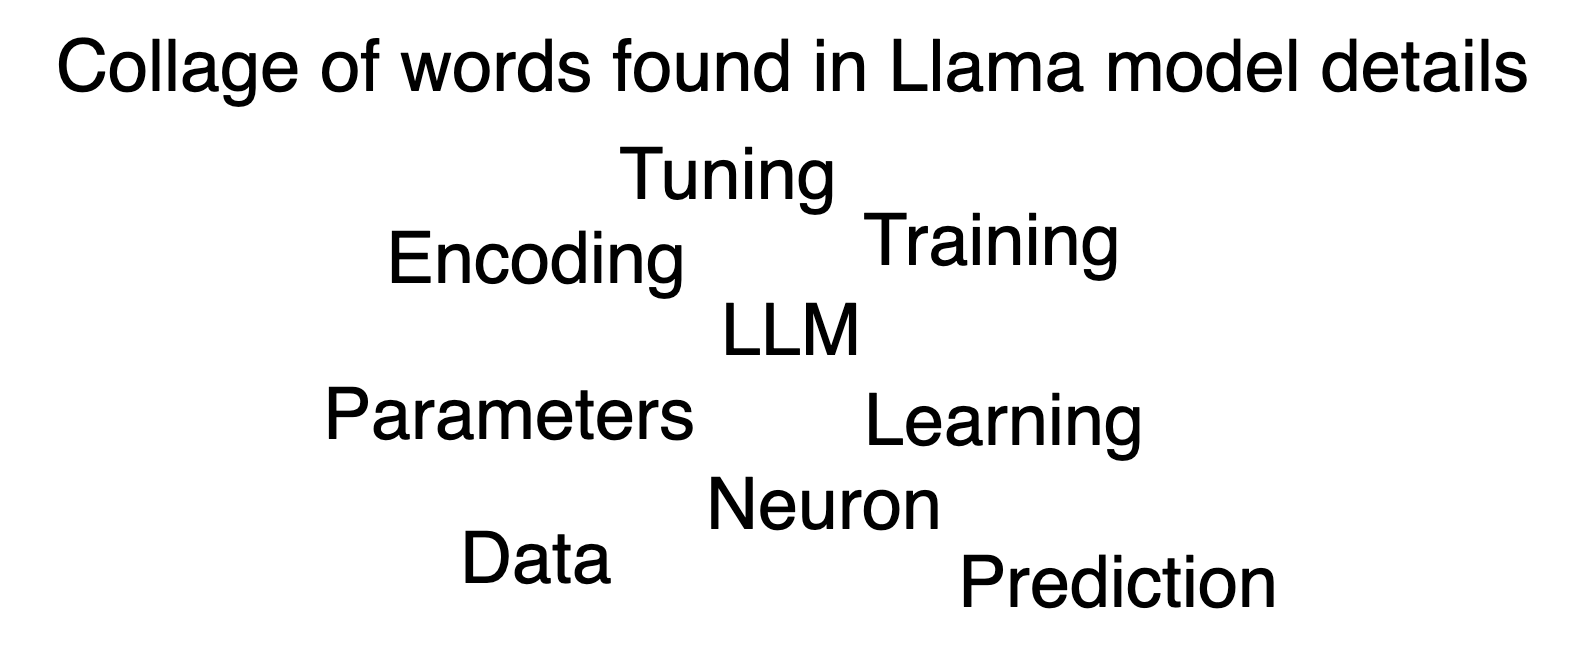 Collage of words found in Llama model details
Tuning
Training
Encoding
LLM
Parameters
Learning
Neuron
Data
Prediction